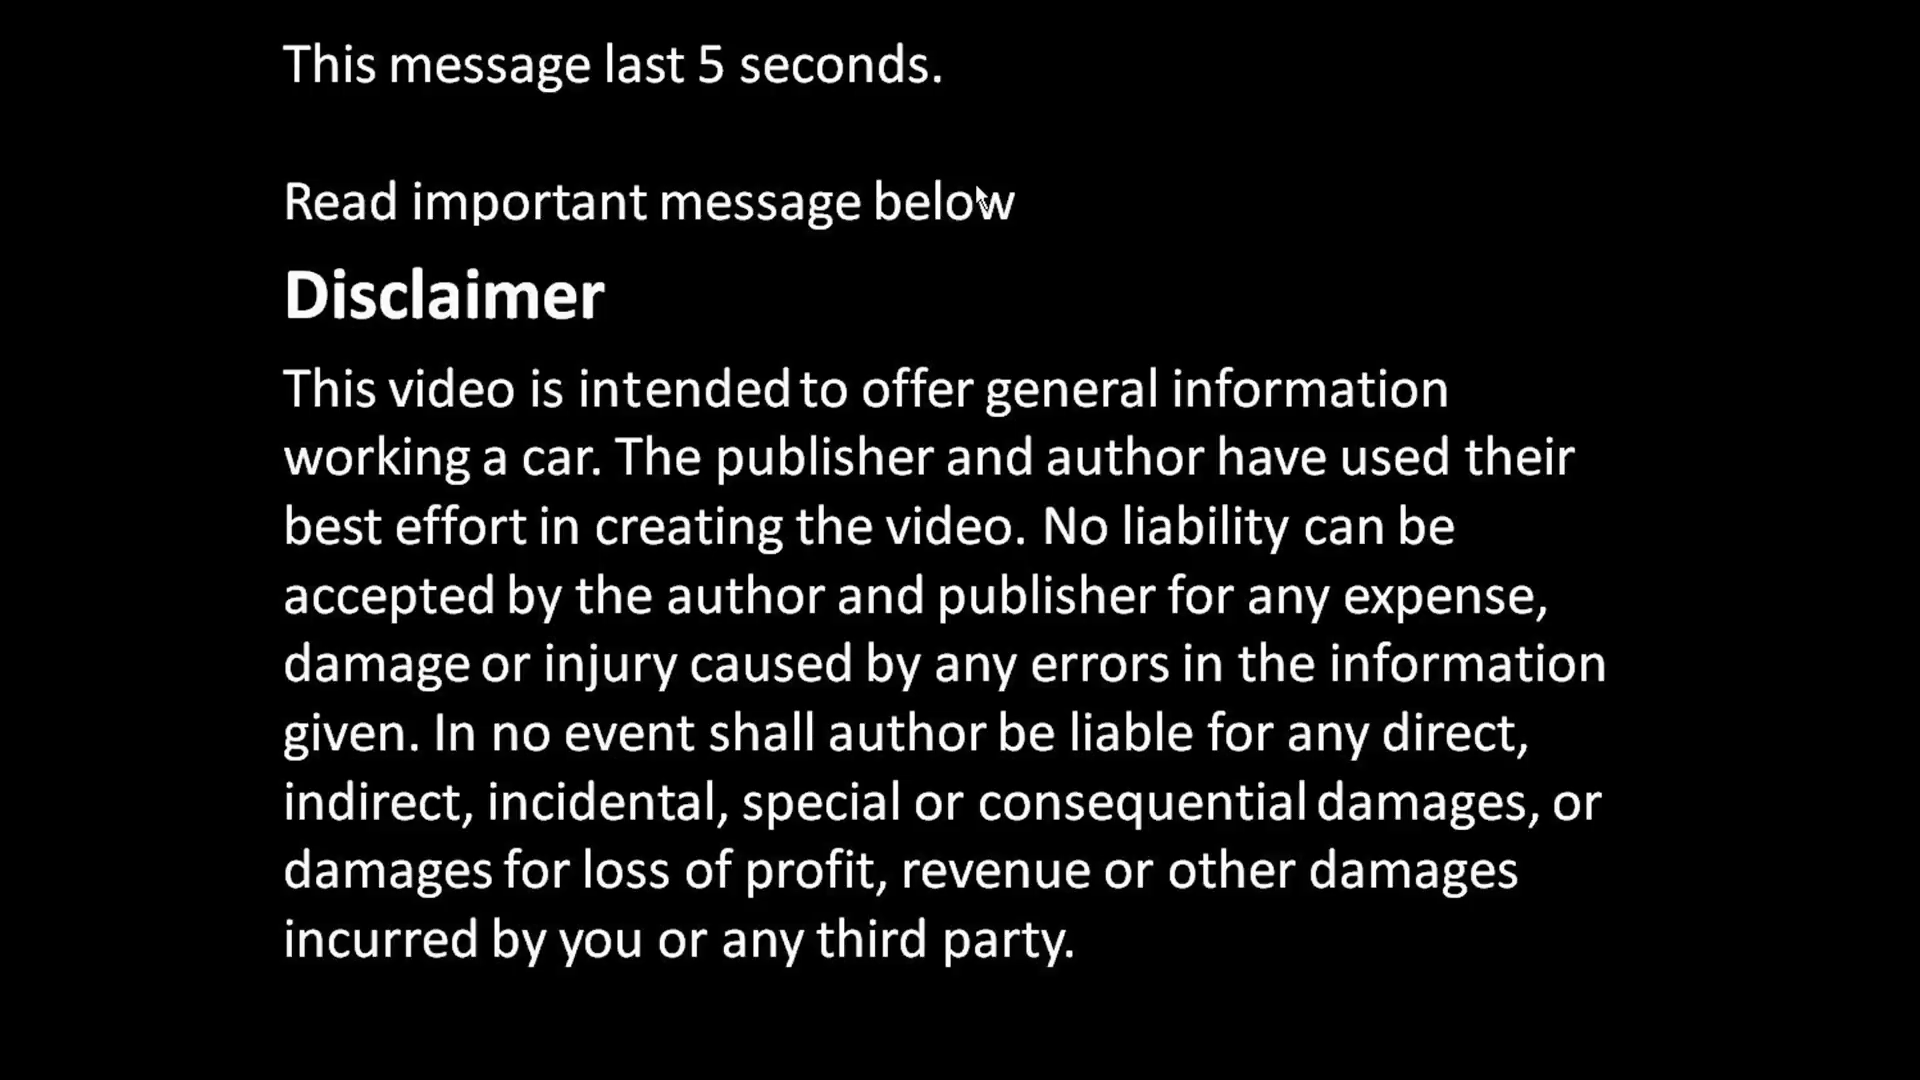 This message last 5 seconds.
Read important message below
Disclaimer
This video is intended to offer general information
working a car. The publisher and author have used their
best effort in creating the video. No liability can be
accepted by the author and publisher for any expense,
damage or injury caused by any errors in the information
given. In no event shall author be liable for any direct,
indirect, incidental, special or consequential damages, or
damages for loss of profit, revenue or other damages
incurred by you or any third party.